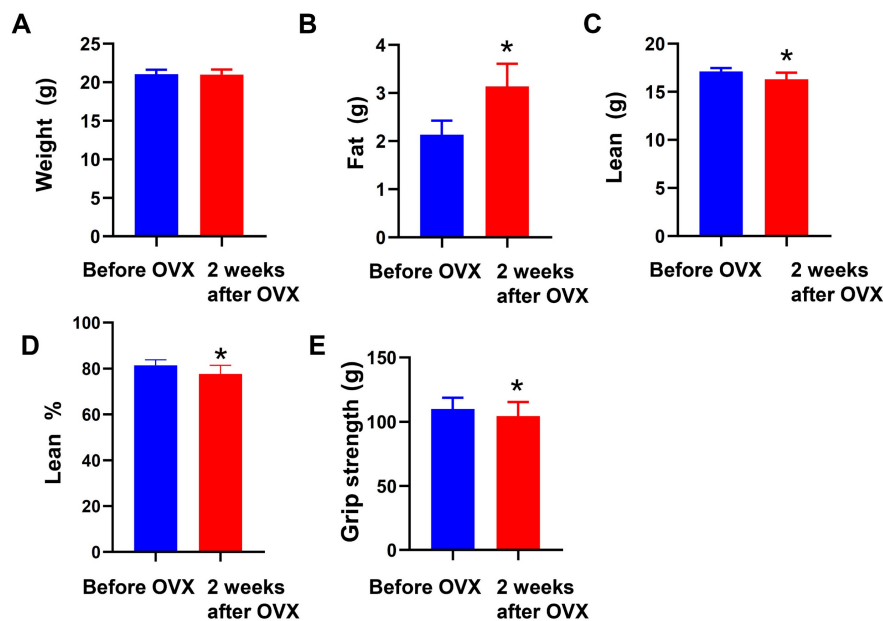 A
Weight (g)
25
20
15
10
5
0
Before OVX 2 weeks
after OVX
B
Fat (g)
4
3
2
1
0
*
Before OVX 2 weeks
after OVX
C
Lean (g)
20
15
10
5
0
*
Before OVX 2 weeks
after OVX
D
Lean %
100
80
60
40
20
0
*
Before OVX 2 weeks
after OVX
E
Grip strength (g)
150
100
50
0
*
Before OVX 2 weeks
after OVX